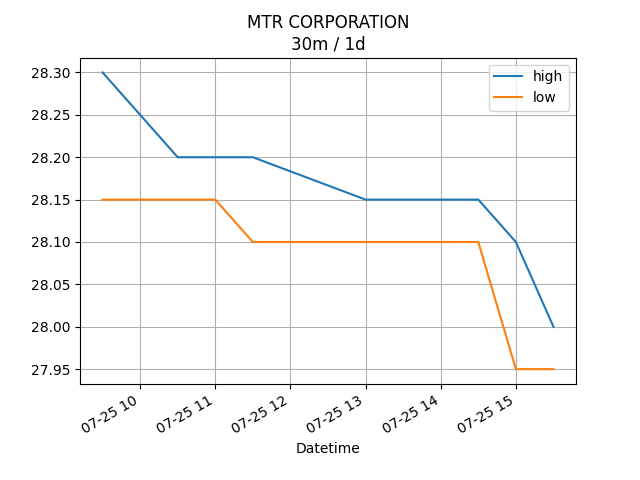 MTR CORPORATION
30m / 1d
high
low
28.30
28.25
28.20
28.15
28.10
28.05
28.00
27.95
07-25 10
07-25 11
07-25 12
07-25 13
07-25 14
07-25 15
Datetime